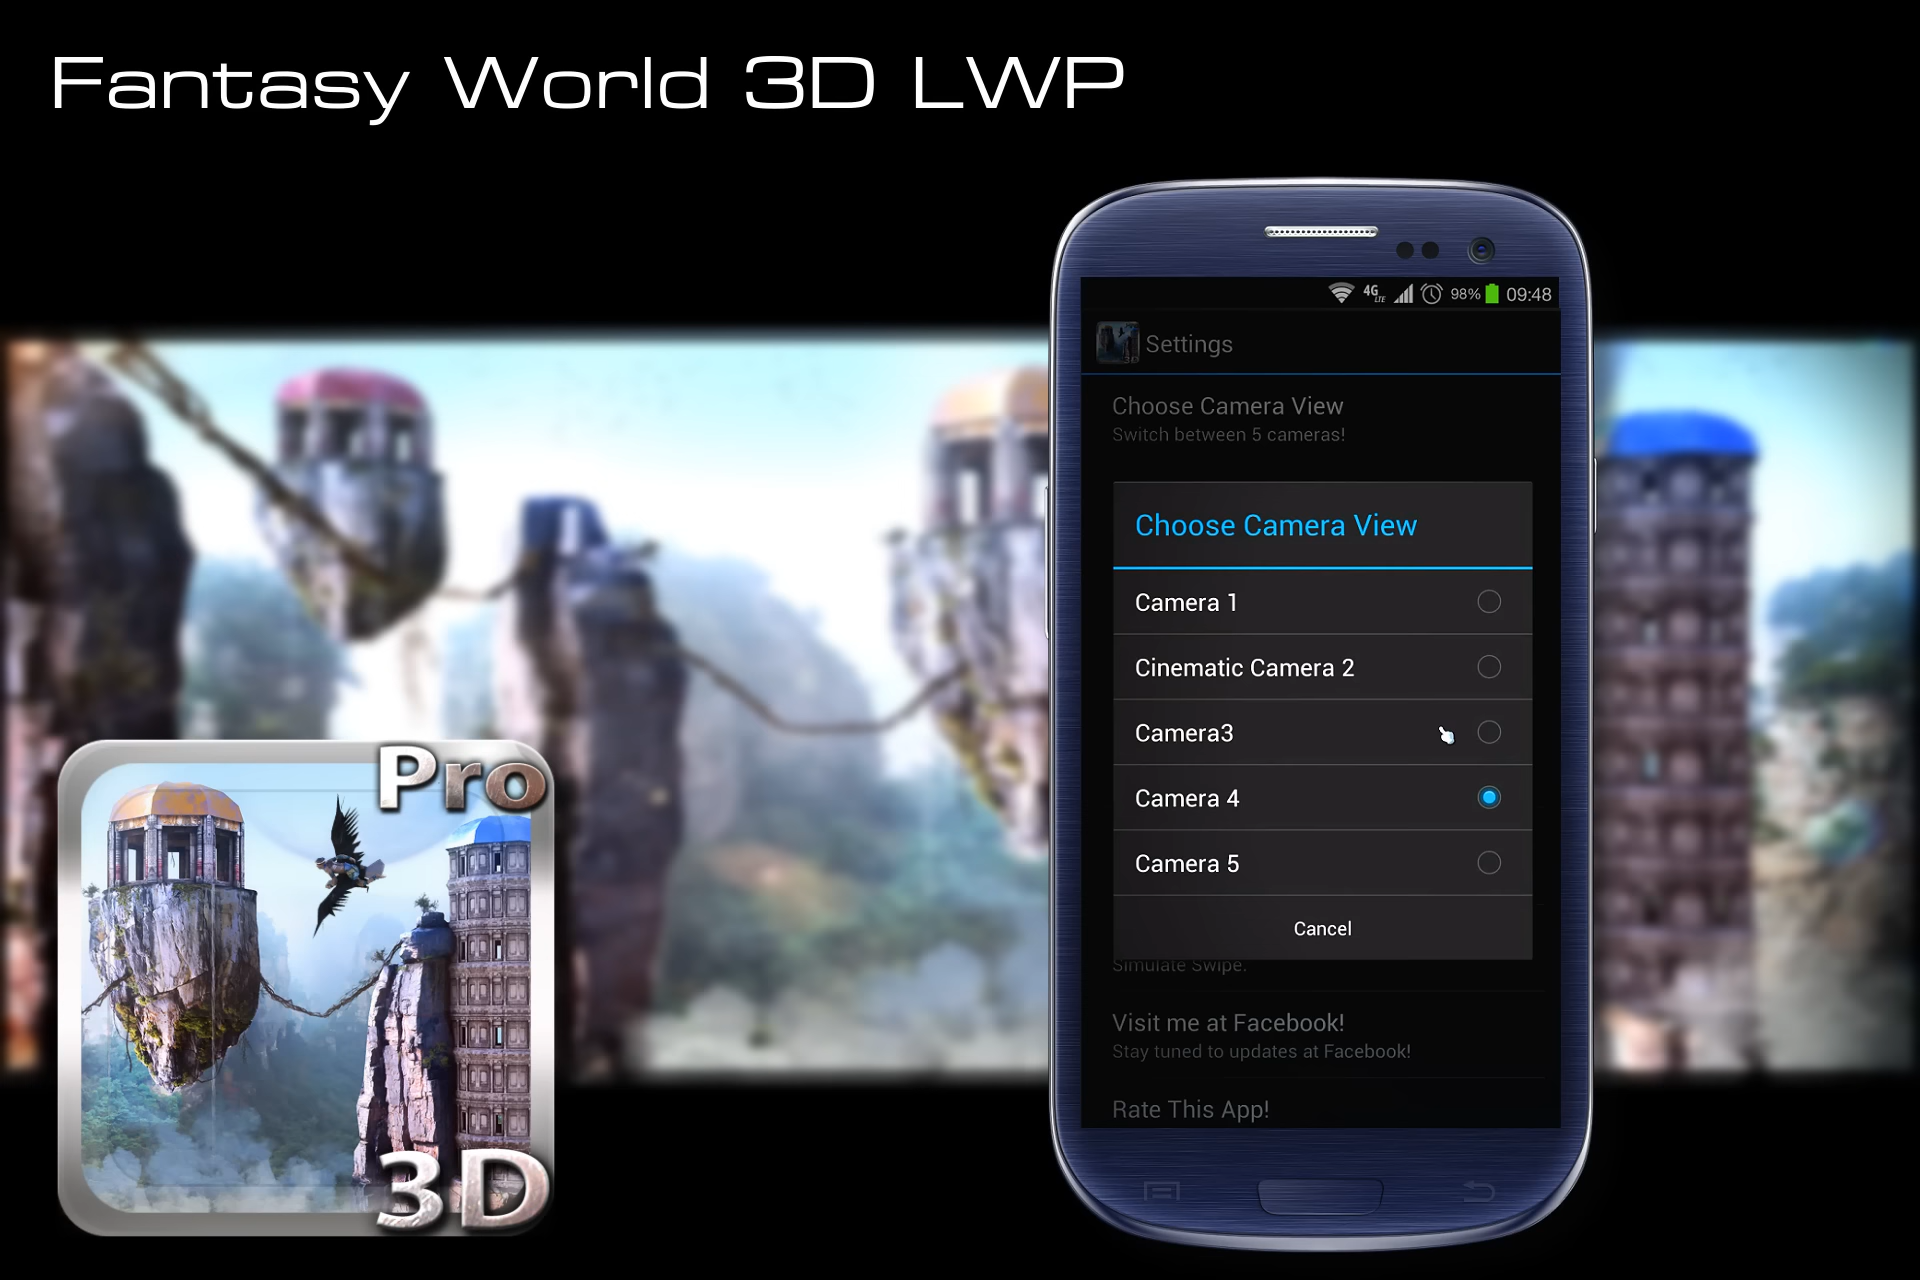 Fantasy World 3D LWP
4G LTE 98% 09:48
Settings
Choose Camera View
Switch between 5 cameras!
Choose Camera View
Camera 1
Cinematic Camera 2
Camera3
Camera 4
Camera 5
Cancel
Simulate Swipe.
Visit me at Facebook!
Stay tuned to updates at Facebook!
Rate This App!
Pro
3D